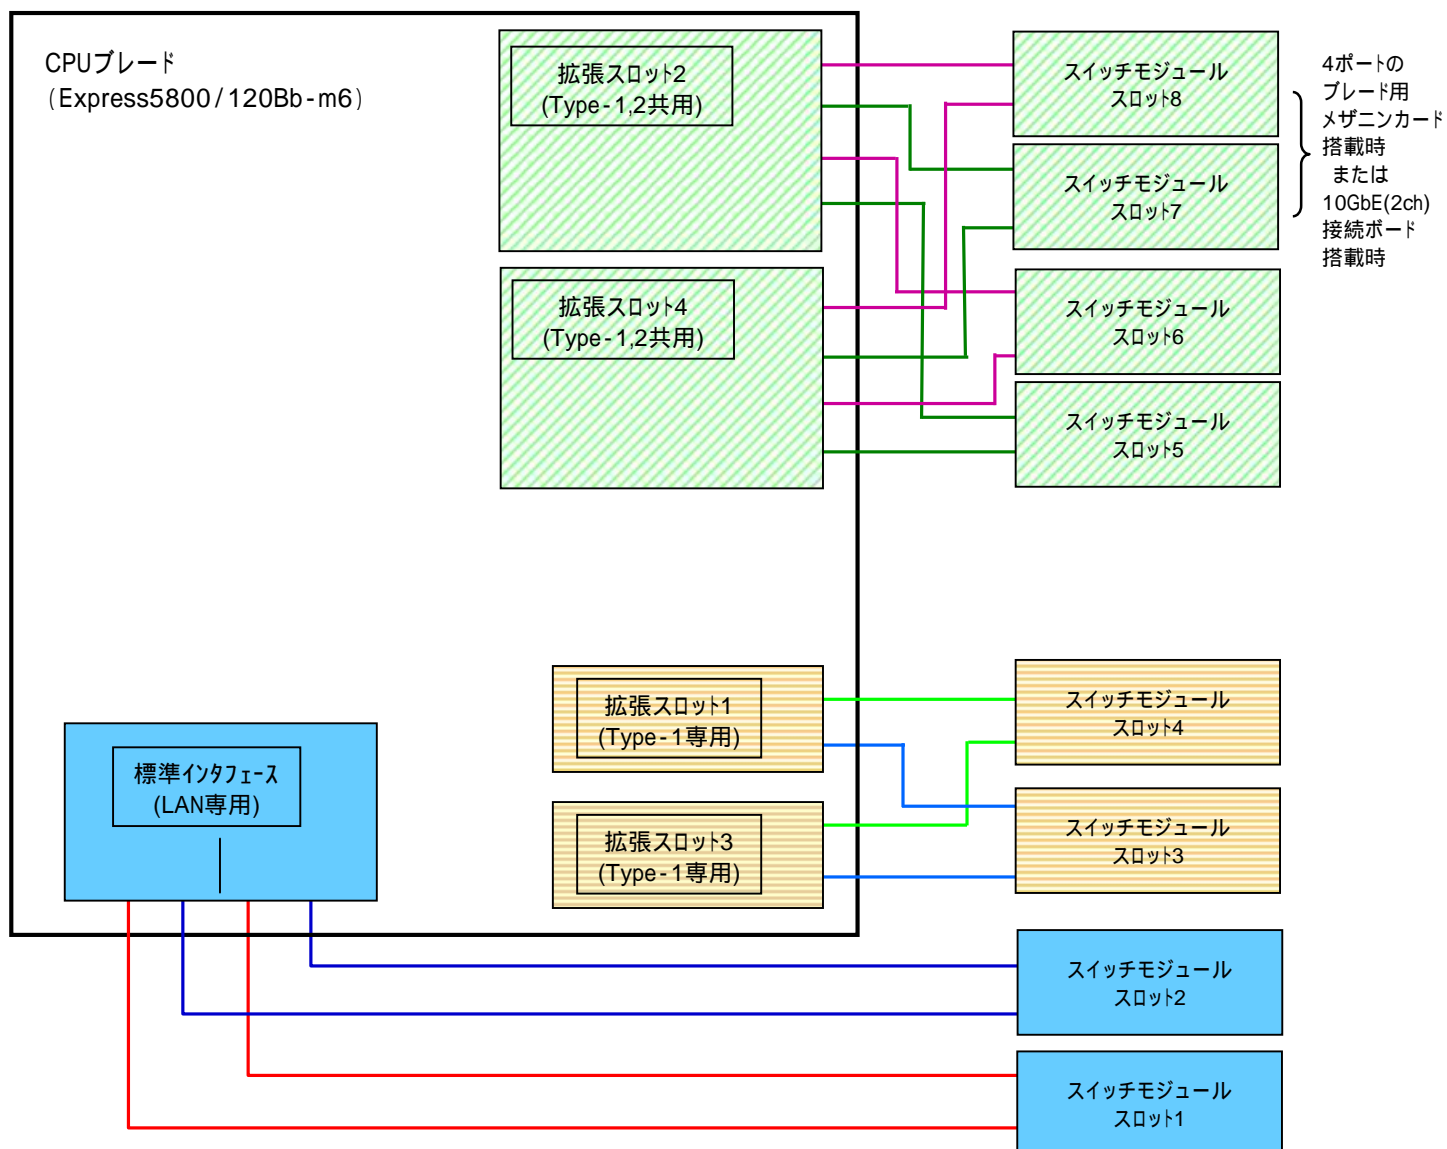 CPUブレード
(Express5800/120Bb-m6)
拡張スロット2
(Type-1,2共用)
拡張スロット4
(Type-1,2共用)
スイッチモジュール
スロット8
スイッチモジュール
スロット7
4ポートの
ブレード用
メザニンカード
搭載時
または
10GbE(2ch)
接続ボード
搭載時
スイッチモジュール
スロット6
スイッチモジュール
スロット5
拡張スロット1
(Type-1専用)
拡張スロット3
(Type-1専用)
スイッチモジュール
スロット4
スイッチモジュール
スロット3
標準インタフェース
(LAN専用)
スイッチモジュール
スロット2
スイッチモジュール
スロット1